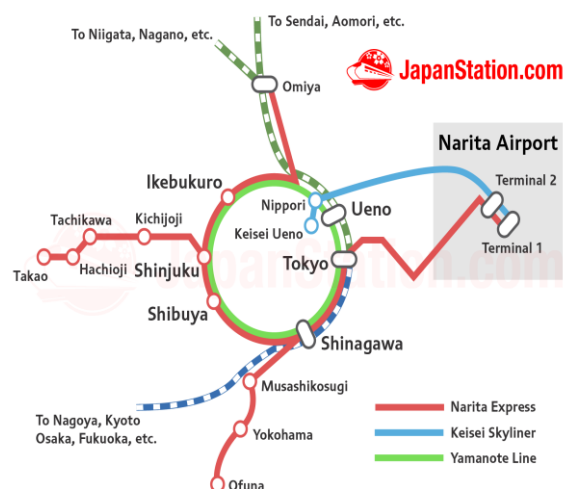 To Sendai, Aomori, etc.
To Niigata, Nagano, etc.
JapanStation.com
Omiya
Narita Airport
Ikebukuro
Terminal 2
Nippori
Ueno
Tachikawa
Kichijoji
Keisei Ueno
Terminal 1
Takao
Hachioji
Shinjuku
Tokyo
JapanStation.com
Shibuya
Shinagawa
Musashikosugi
To Nagoya, Kyoto
Osaka, Fukuoka, etc.
Narita Express
Yokohama
Keisei Skyliner
Yamanote Line
Ofuna